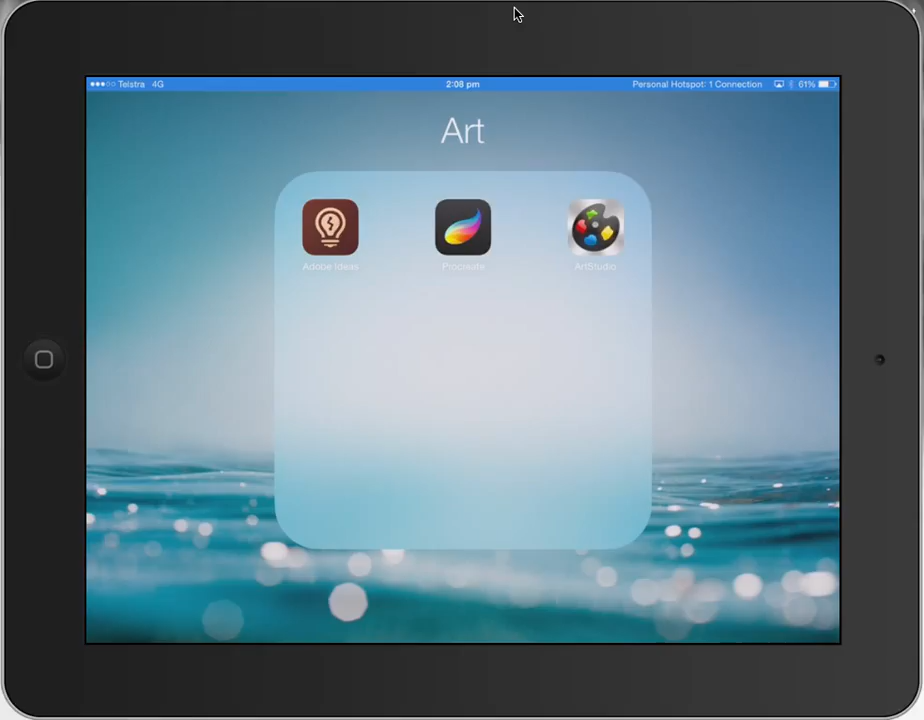 Telstra 4G 2:08 pm Personal Hotspot: 1 Connection 61%
Art
Adobe Ideas Procreate ArtStudio